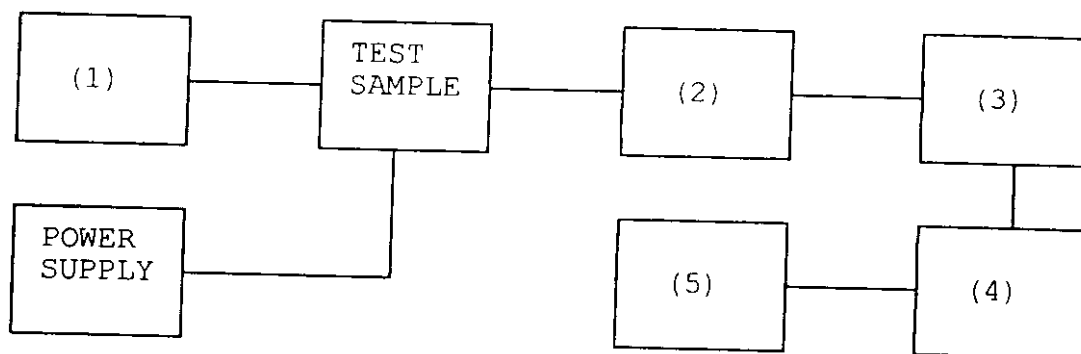 (1)
TEST
SAMPLE
(2)
(3)
POWER
SUPPLY
(5)
(4)